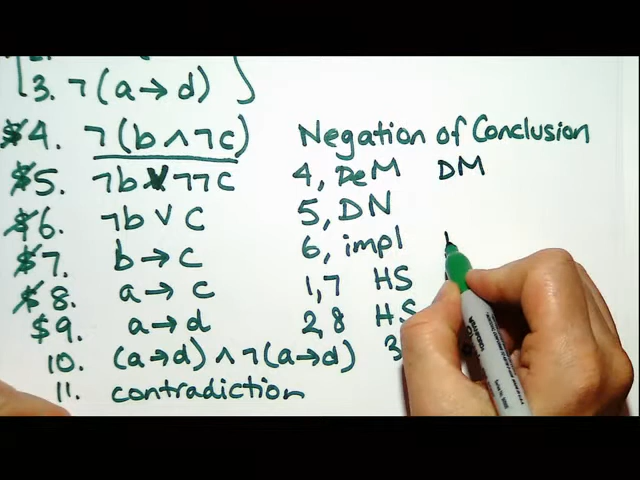 3. ¬(a→d)
$4. ¬(b∧¬c) Negation of Conclusion
$5. ¬b∨¬¬c 4, DeM DM
$6. ¬b∨c 5, DN
$7. b→c 6, impl
$8. a→c 1,7 HS
$9. a→d 2,8 HS
10. (a→d)∧¬(a→d) 3
11. contradiction